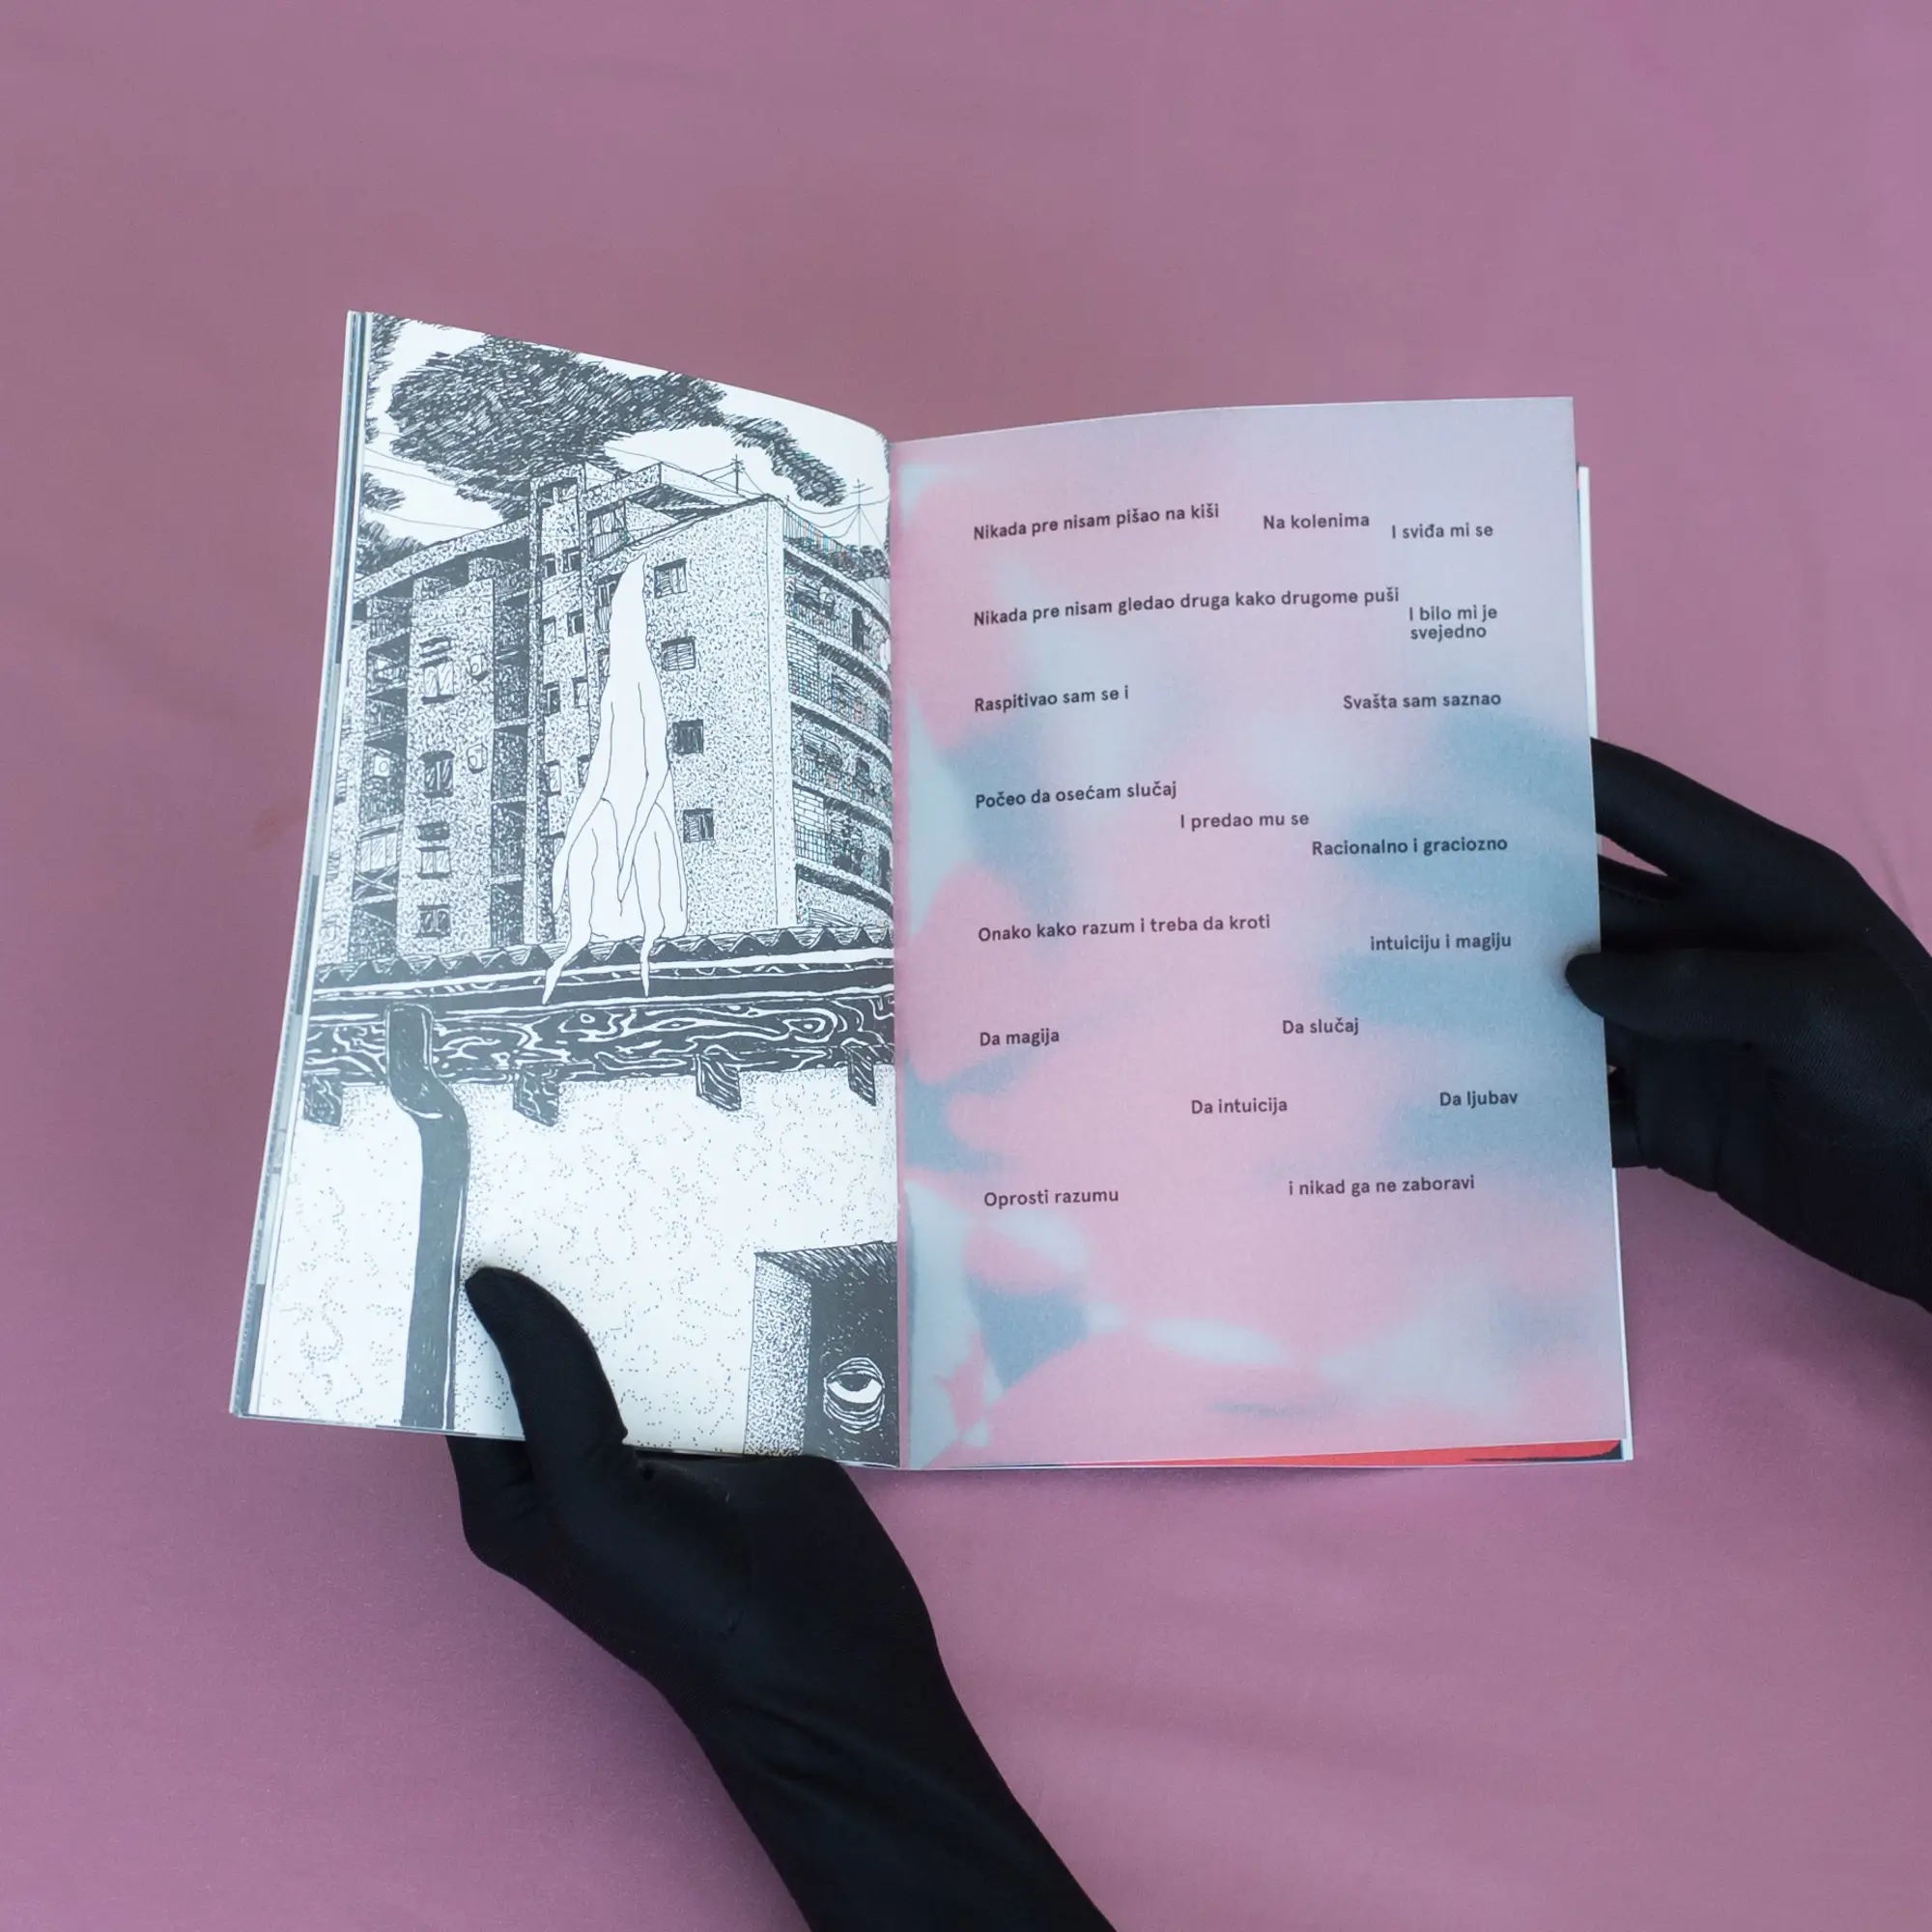 Nikada pre nisam pišao na kiši
Na kolenima
I sviđa mi se
Nikada pre nisam gledao druga kako drugome puši
I bilo mi je
svejedno
Raspitivao sam se i
Svašta sam saznao
Počeo da osećam slučaj
I predao mu se
Racionalno i graciozno
Onako kako razum i treba da kroti
intuiciju i magiju
Da magija
Da slučaj
Da intuicija
Da ljubav
Oprosti razumu
i nikad ga ne zaboravi